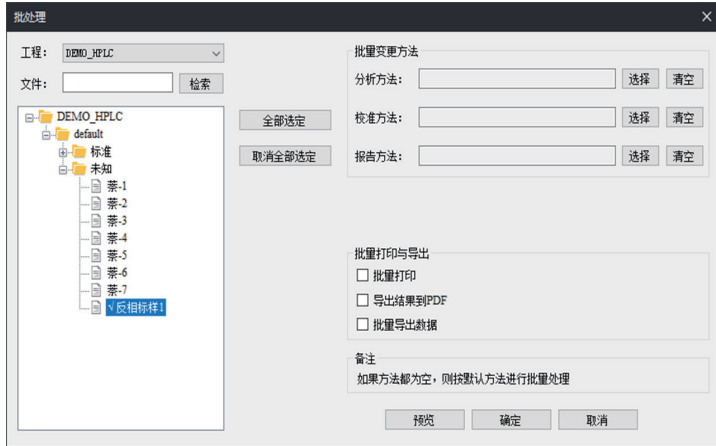 批处理
工程：
DEMO_HPLC
文件：
检索
DEMO_HPLC
default
标准
未知
萘-1
萘-2
萘-3
萘-4
萘-5
萘-6
萘-7
√反相标样1
全部选定
取消全部选定
批量变更方法
分析方法： 选择 清空
校准方法： 选择 清空
报告方法： 选择 清空
批量打印与导出
批量打印
导出结果到PDF
批量导出数据
备注
如果方法都为空，则按默认方法进行批量处理
预览 确定 取消